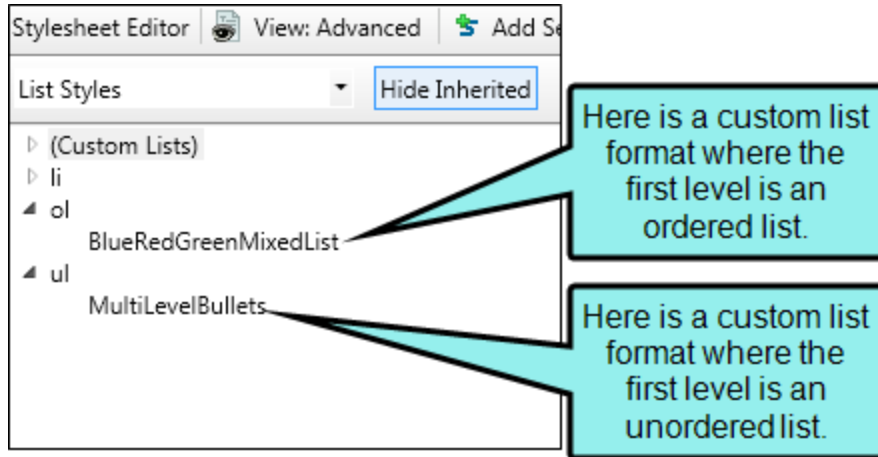 Stylesheet Editor View: Advanced Add Se
List Styles Hide Inherited
(Custom Lists)
li
ol
BlueRedGreenMixedList
ul
MultiLevelBullets
Here is a custom list
format where the
first level is an
ordered list.
Here is a custom list
format where the
first level is an
unordered list.